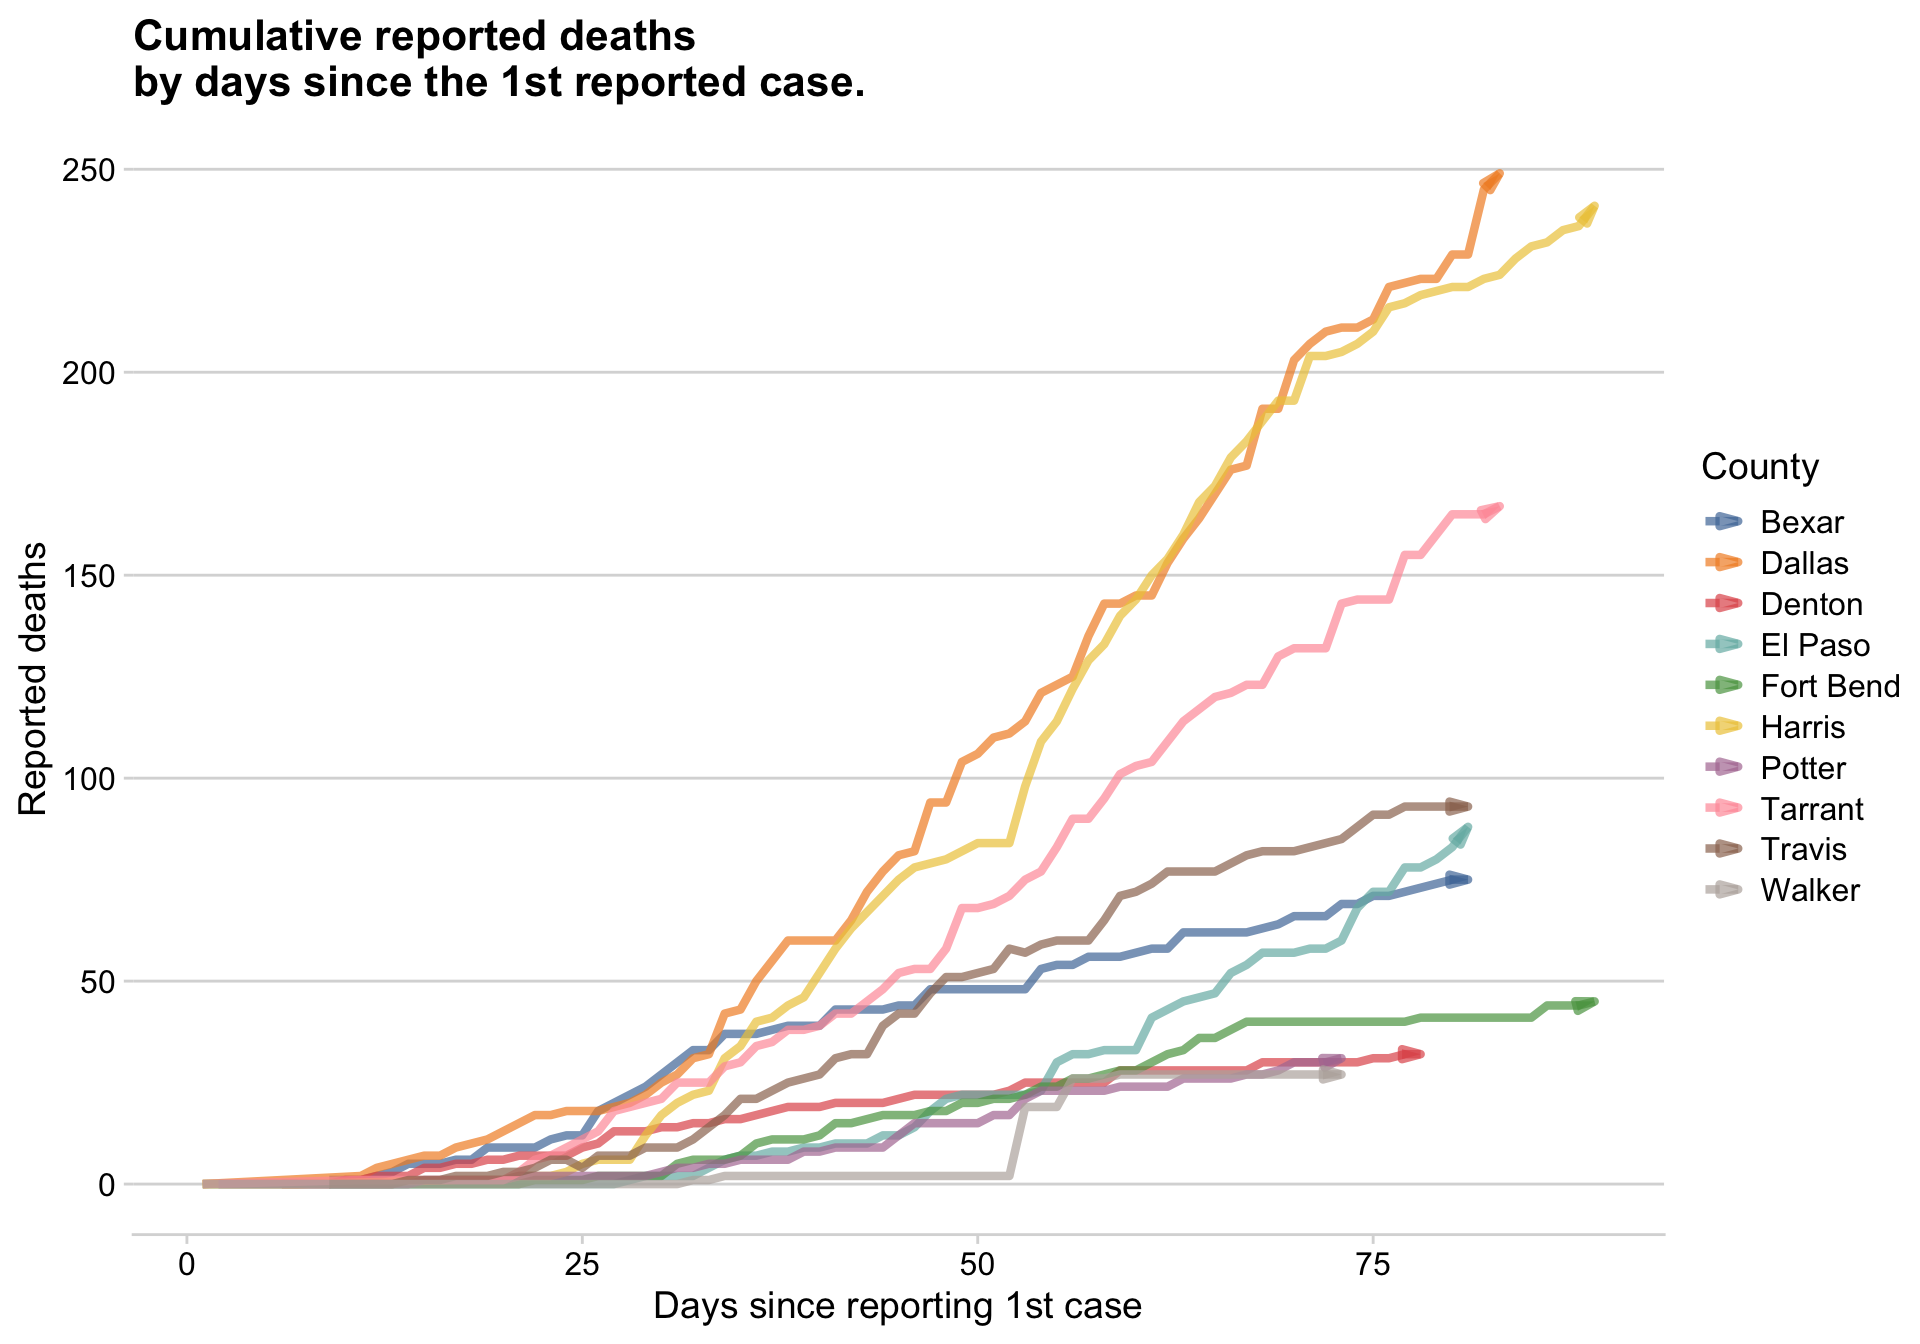 Cumulative reported deaths
by days since the 1st reported case.
250
200
150
100
50
0
Reported deaths
0 25 50 75
Days since reporting 1st case
County
Bexar
Dallas
Denton
El Paso
Fort Bend
Harris
Potter
Tarrant
Travis
Walker